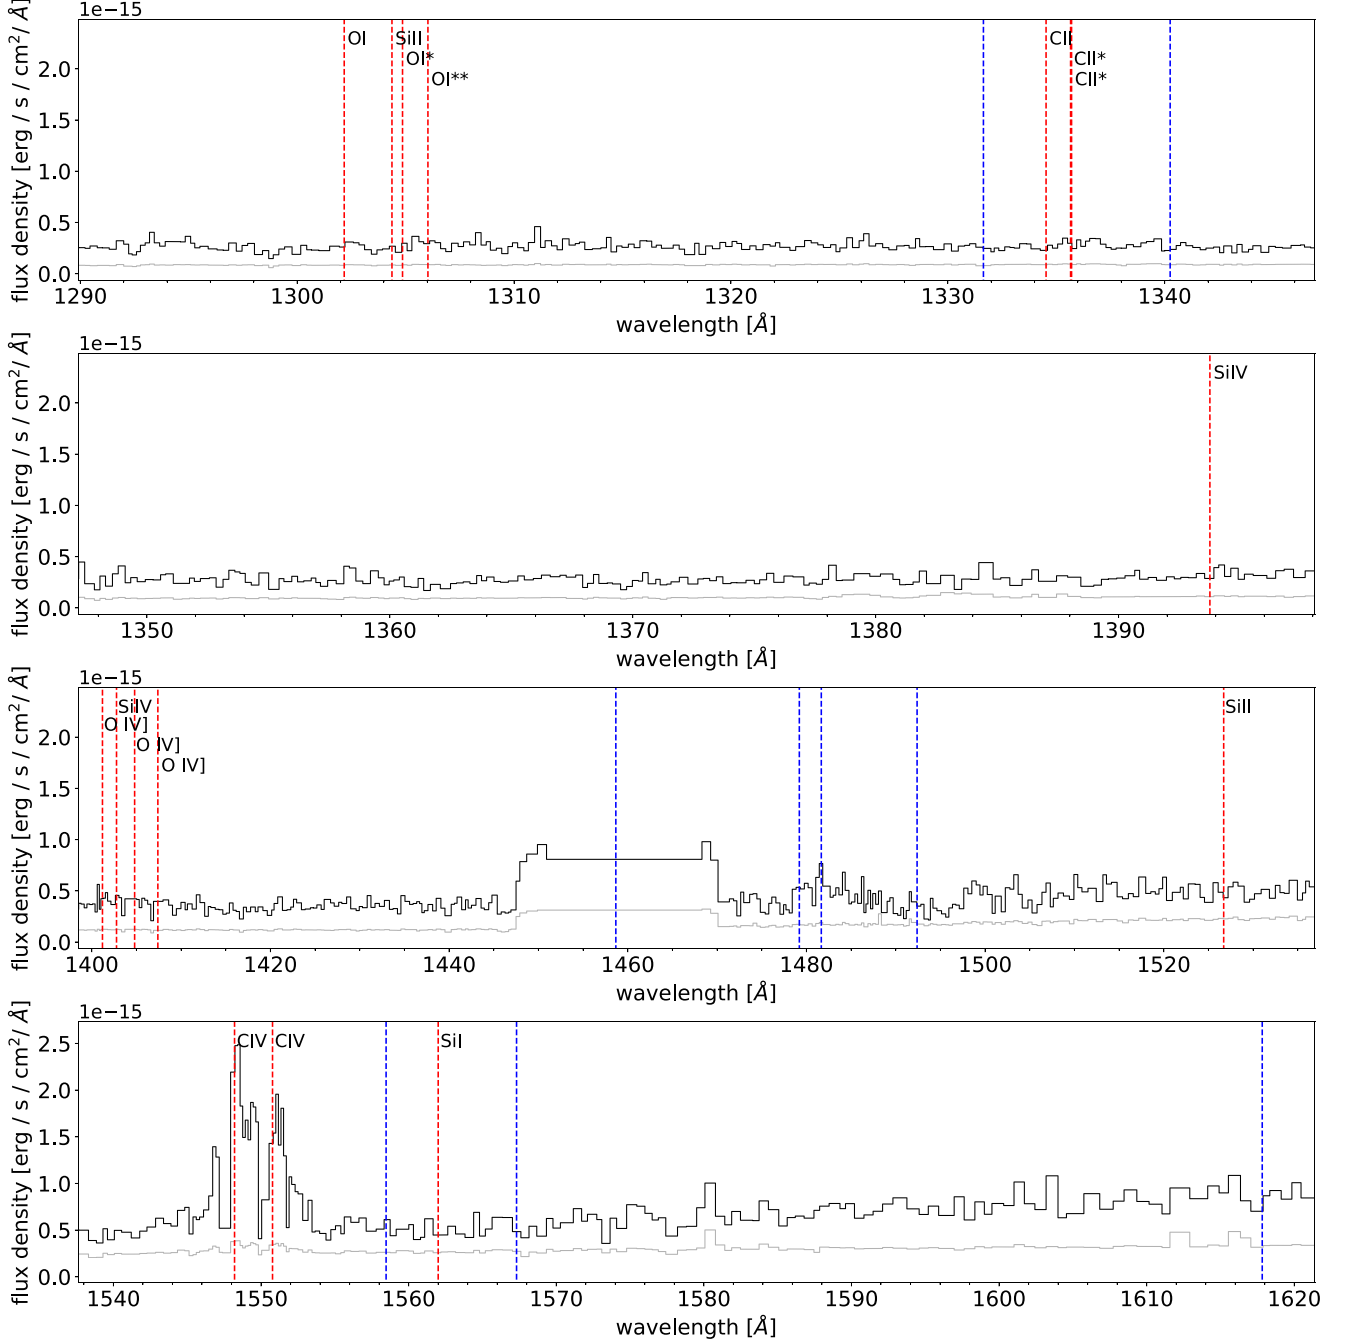 1e−15
flux density [erg / s / cm²/ Å]
2.0
1.5
1.0
0.5
0.0
OI
SiII
OI*
OI**
CII
CII*
CII*
1290 1300 1310 1320 1330 1340
wavelength [Å]
1e−15
flux density [erg / s / cm²/ Å]
2.0
1.5
1.0
0.5
0.0
SiIV
1350 1360 1370 1380 1390
wavelength [Å]
1e−15
flux density [erg / s / cm²/ Å]
2.0
1.5
1.0
0.5
0.0
SiIV
O IV]
O IV]
O IV]
SiII
1400 1420 1440 1460 1480 1500 1520
wavelength [Å]
1e−15
flux density [erg / s / cm²/ Å]
2.5
2.0
1.5
1.0
0.5
0.0
CIV CIV SiI
1540 1550 1560 1570 1580 1590 1600 1610 1620
wavelength [Å]